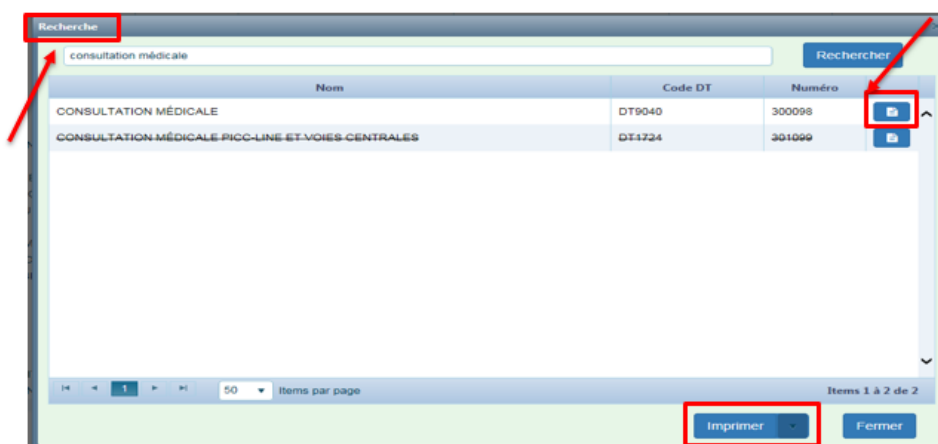 Recherche
consultation médicale
Rechercher
Nom Code DT Numéro
CONSULTATION MÉDICALE DT9040 300098
CONSULTATION MÉDICALE PICC-LINE ET VOIES CENTRALES DT1724 301099
1 50 Items par page Items 1 à 2 de 2
Imprimer Fermer